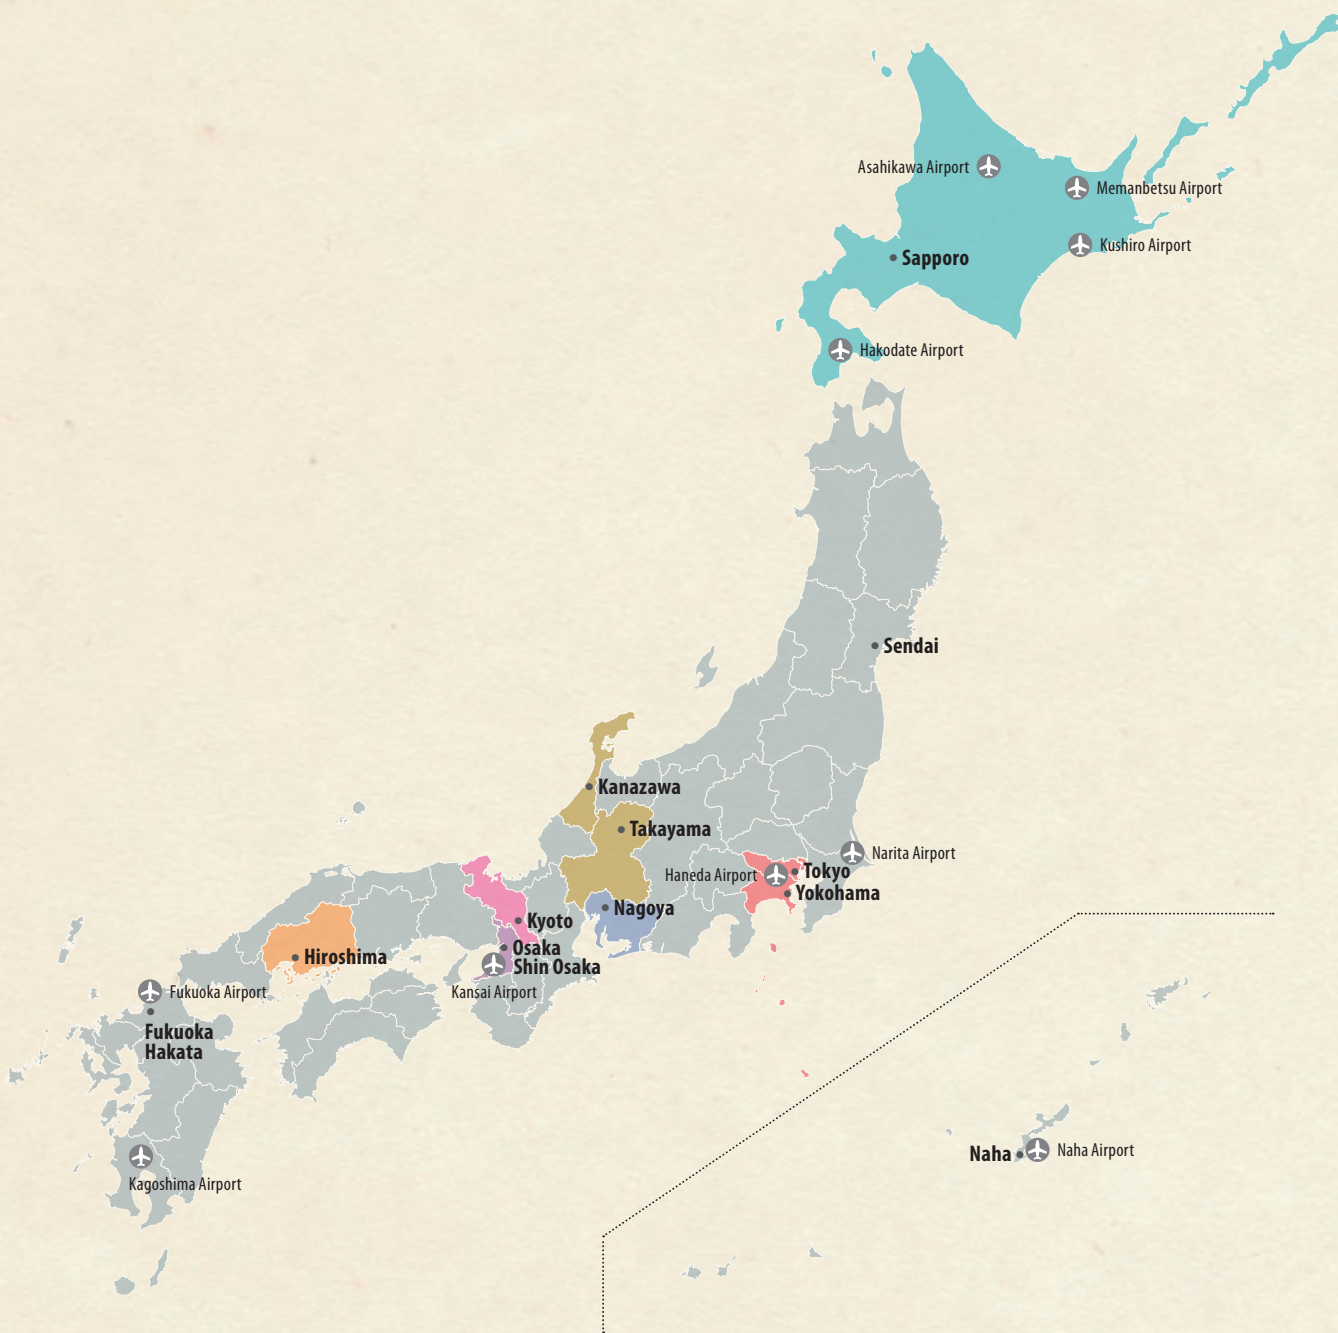 Asahikawa Airport
Memanbetsu Airport
Kushiro Airport
Sapporo
Hakodate Airport
Sendai
Kanazawa
Takayama
Narita Airport
Haneda Airport
Tokyo
Yokohama
Nagoya
Kyoto
Osaka
Shin Osaka
Hiroshima
Kansai Airport
Fukuoka Airport
Fukuoka
Hakata
Naha
Naha Airport
Kagoshima Airport